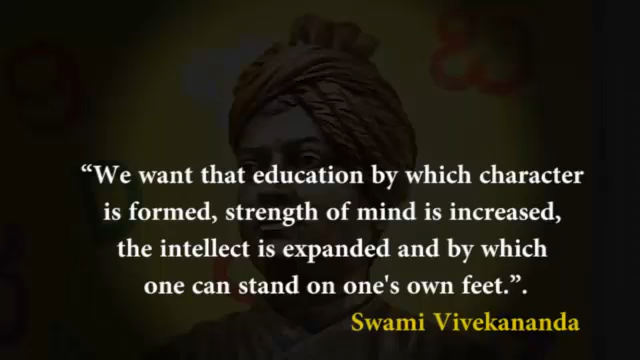 “We want that education by which character
is formed, strength of mind is increased,
the intellect is expanded and by which
one can stand on one's own feet.”.
Swami Vivekananda